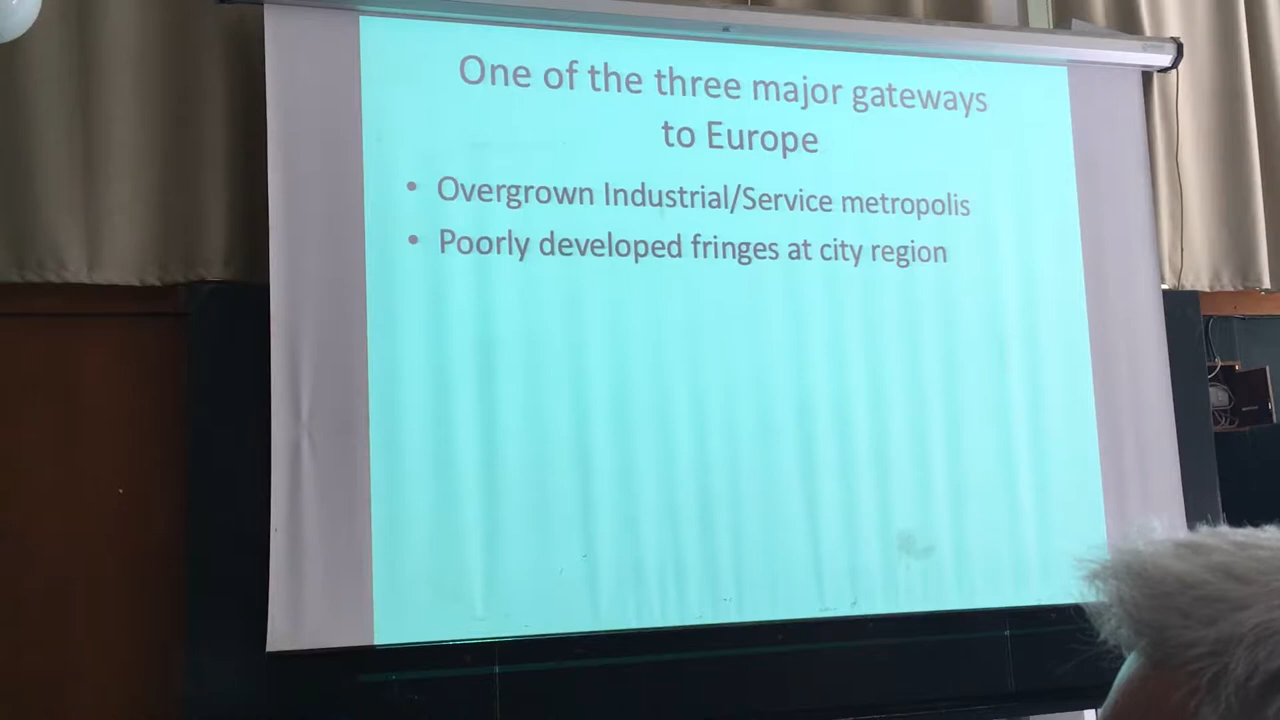 One of the three major gateways
to Europe
• Overgrown Industrial/Service metropolis
• Poorly developed fringes at city region